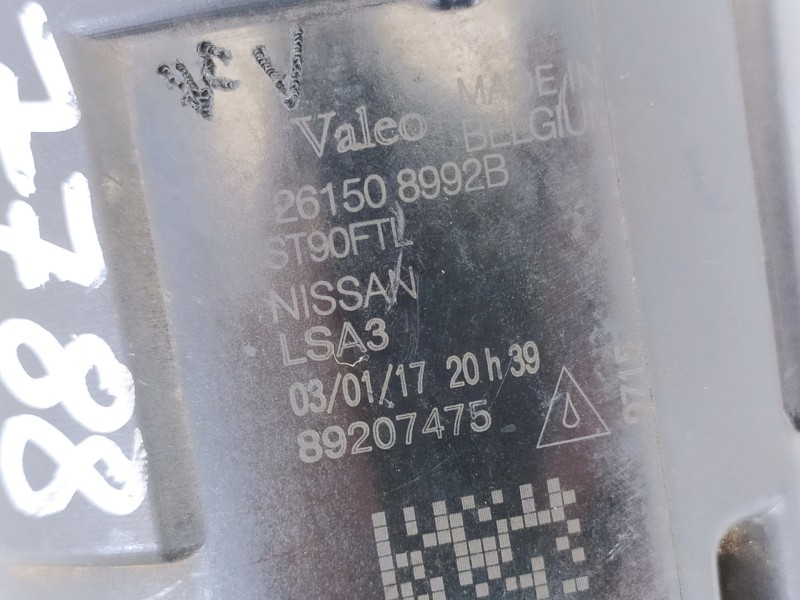 Valeo MADE IN
BELGIUM
26150 8992B
ST90FTL
NISSAN
LSA3
03/01/17 20 h 39
89207475